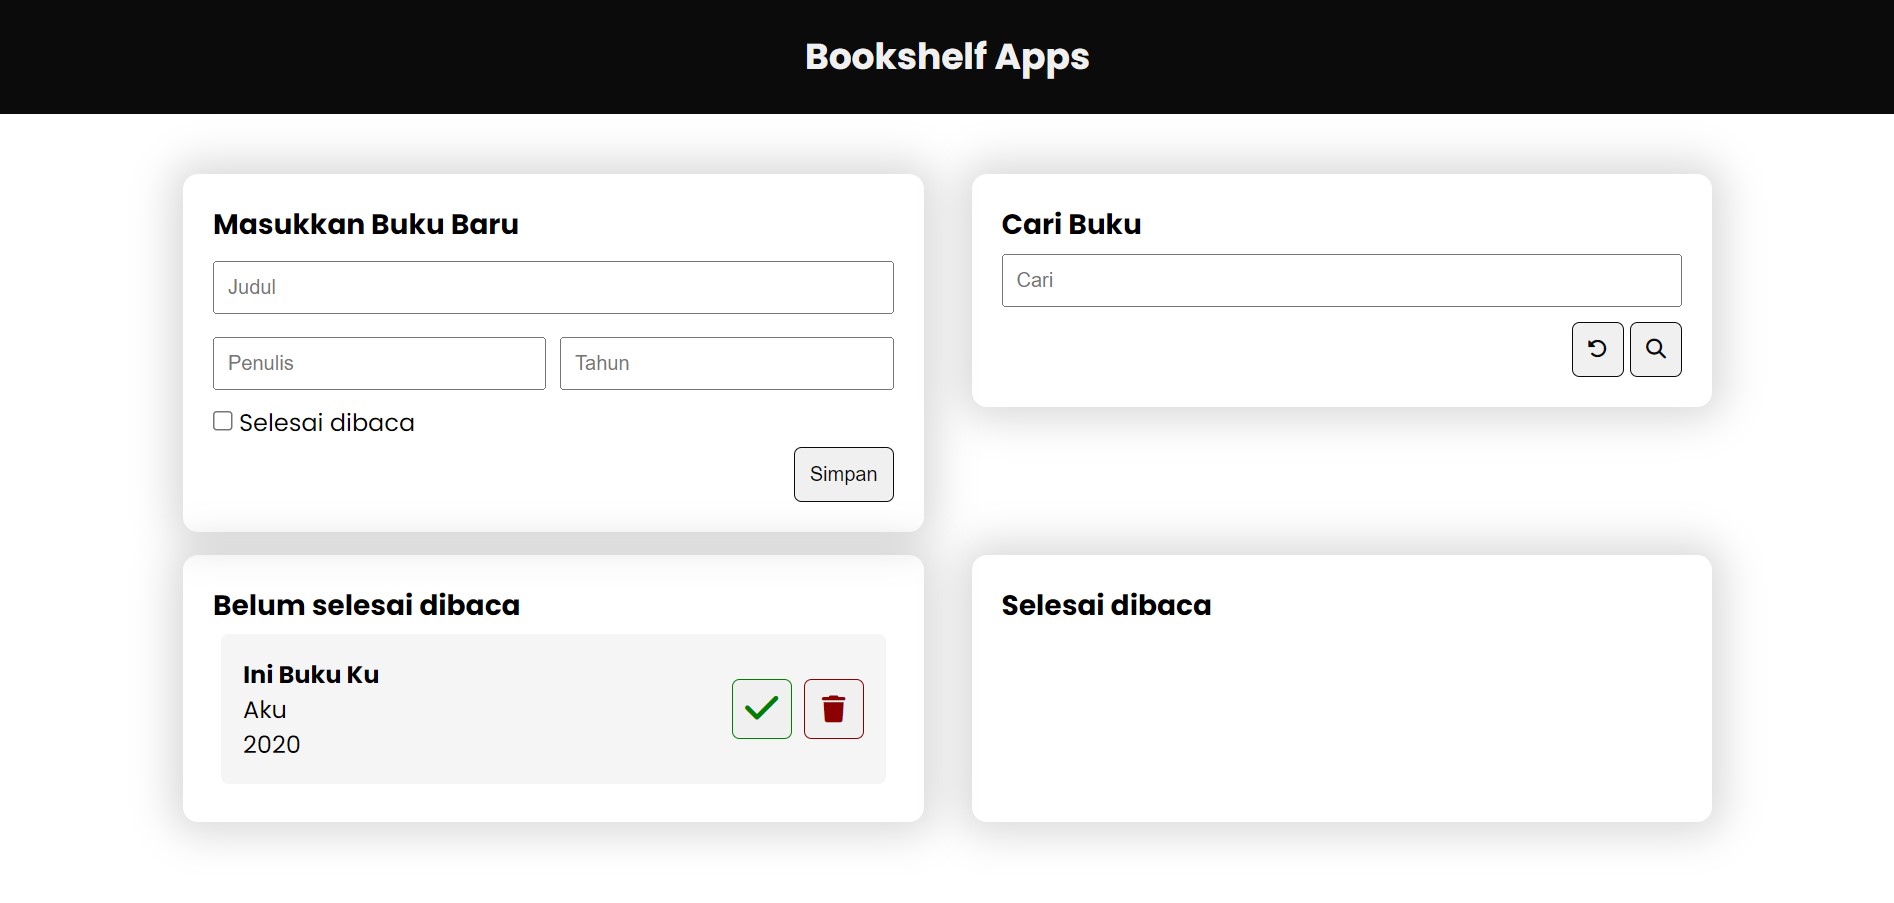 Bookshelf Apps
Masukkan Buku Baru
Judul
Penulis
Tahun
Selesai dibaca
Simpan
Cari Buku
Cari
Belum selesai dibaca
Ini Buku Ku
Aku
2020
Selesai dibaca